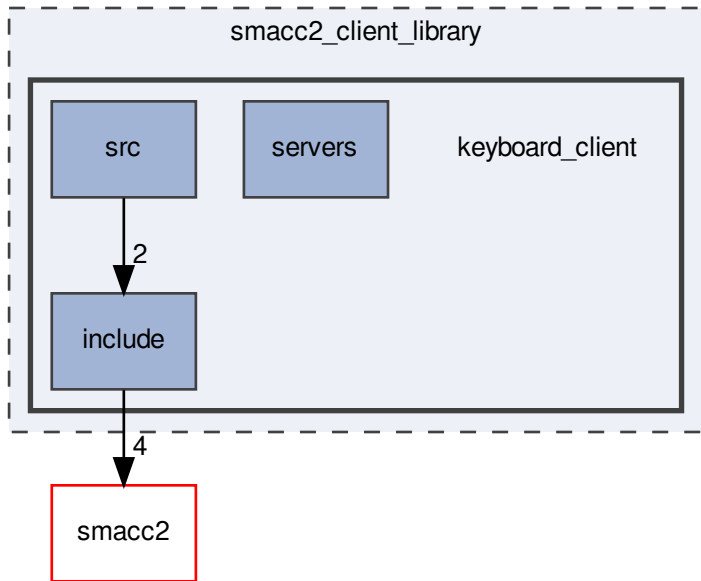 smacc2_client_library
src
servers
keyboard_client
2
include
4
smacc2